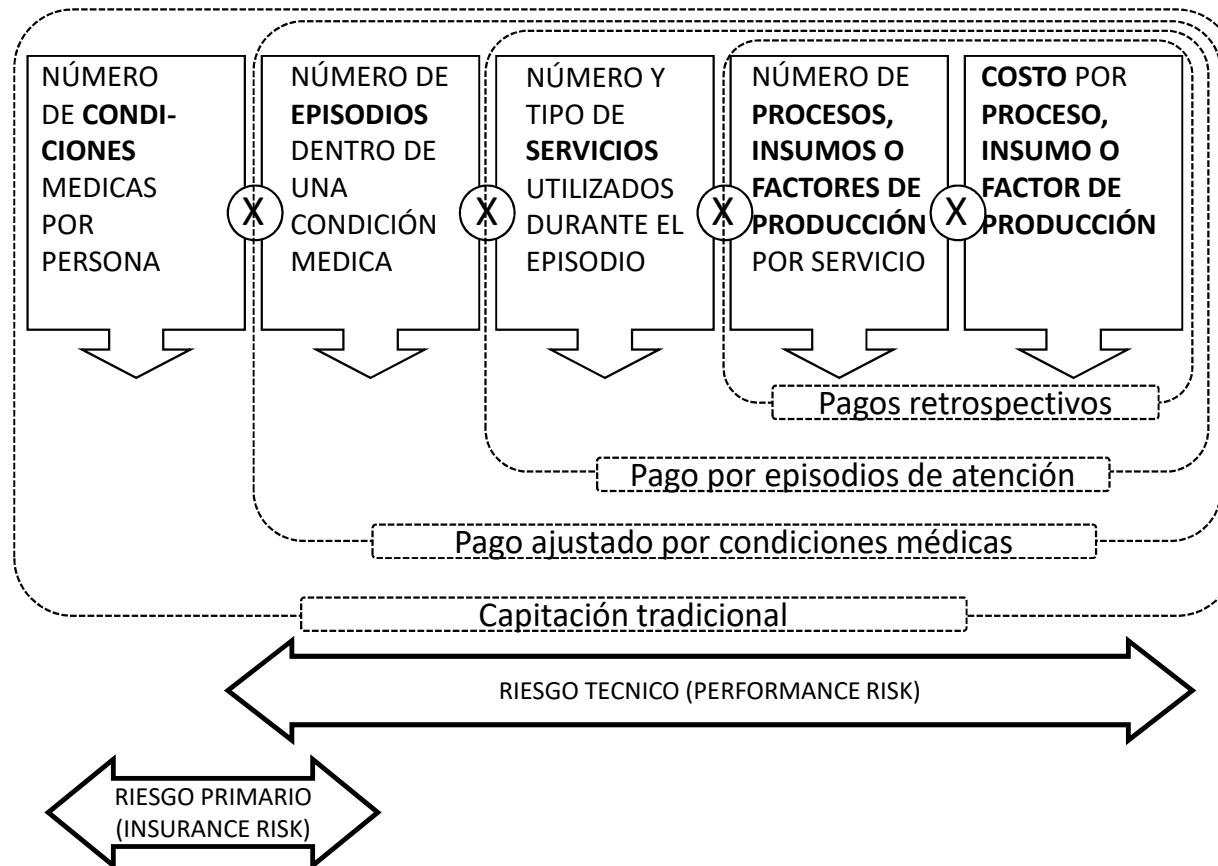 NÚMERO
DE CONDI-
CIONES
MEDICAS
POR
PERSONA
X
NÚMERO DE
EPISODIOS
DENTRO DE
UNA
CONDICIÓN
MEDICA
X
NÚMERO Y
TIPO DE
SERVICIOS
UTILIZADOS
DURANTE EL
EPISODIO
X
NÚMERO DE
PROCESOS,
INSUMOS O
FACTORES DE
PRODUCCIÓN
POR SERVICIO
X
COSTO POR
PROCESO,
INSUMO O
FACTOR DE
PRODUCCIÓN
Pagos retrospectivos
Pago por episodios de atención
Pago ajustado por condiciones médicas
Capitación tradicional
RIESGO TECNICO (PERFORMANCE RISK)
RIESGO PRIMARIO
(INSURANCE RISK)